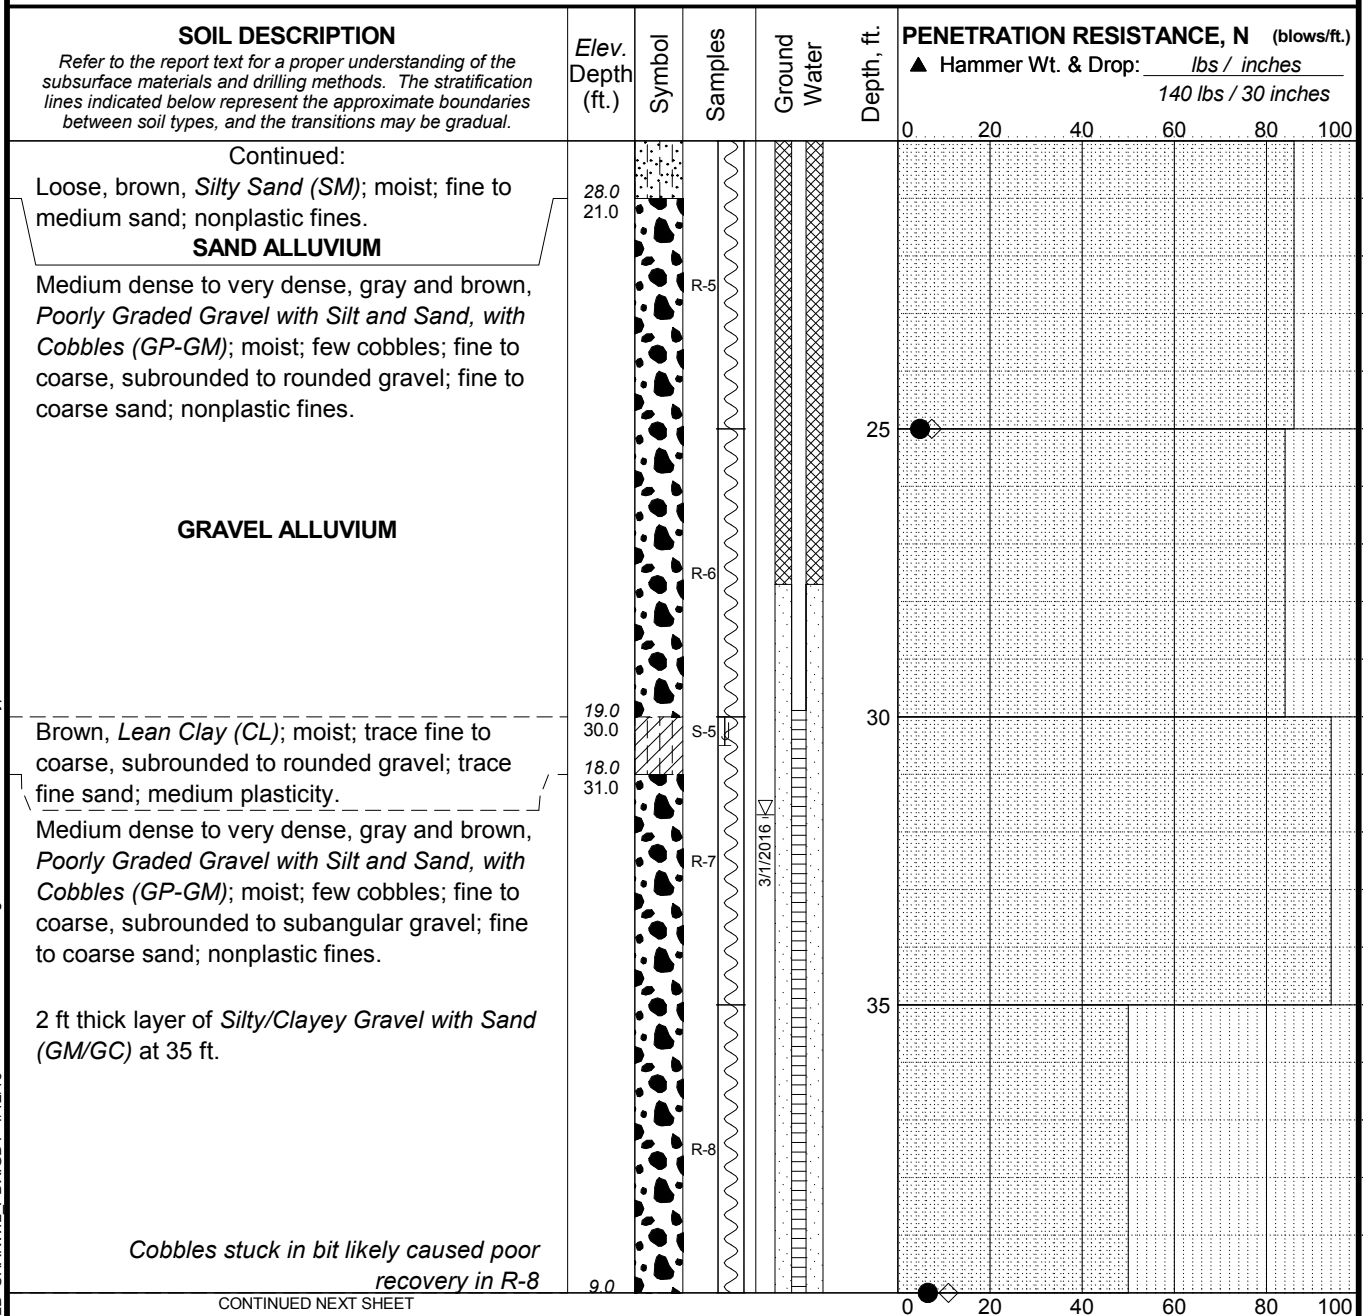 SOIL DESCRIPTION
Refer to the report text for a proper understanding of the
subsurface materials and drilling methods. The stratification
lines indicated below represent the approximate boundaries
between soil types, and the transitions may be gradual.
Elev.
Depth
(ft.)
Symbol
Samples
Ground
Water
Depth, ft.
PENETRATION RESISTANCE, N (blows/ft.)
▲ Hammer Wt. & Drop: lbs / inches
140 lbs / 30 inches
0 20 40 60 80 100
Continued:
Loose, brown, Silty Sand (SM); moist; fine to
medium sand; nonplastic fines.
SAND ALLUVIUM
28.0
21.0
Medium dense to very dense, gray and brown,
Poorly Graded Gravel with Silt and Sand, with
Cobbles (GP-GM); moist; few cobbles; fine to
coarse, subrounded to rounded gravel; fine to
coarse sand; nonplastic fines.
R-5
25
GRAVEL ALLUVIUM
R-6
19.0
30.0
S-5
30
Brown, Lean Clay (CL); moist; trace fine to
coarse, subrounded to rounded gravel; trace
fine sand; medium plasticity.
18.0
31.0
Medium dense to very dense, gray and brown,
Poorly Graded Gravel with Silt and Sand, with
Cobbles (GP-GM); moist; few cobbles; fine to
coarse, subrounded to subangular gravel; fine
to coarse sand; nonplastic fines.
R-7
3/1/2016
35
2 ft thick layer of Silty/Clayey Gravel with Sand
(GM/GC) at 35 ft.
R-8
Cobbles stuck in bit likely caused poor
recovery in R-8
9.0
CONTINUED NEXT SHEET
0 20 40 60 80 100